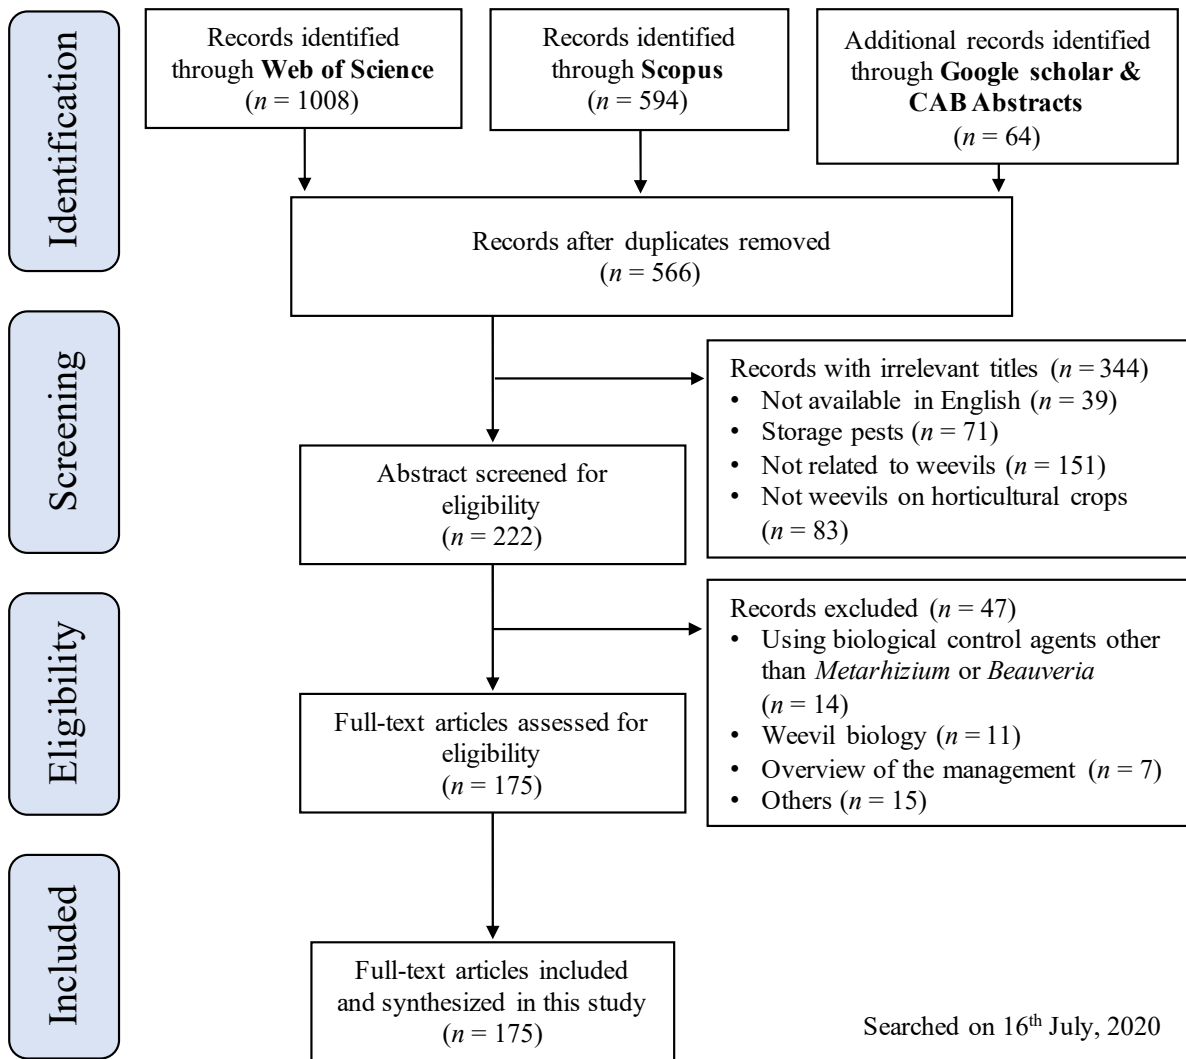 Identification
Records identified
through Web of Science
(n = 1008)
Records identified
through Scopus
(n = 594)
Additional records identified
through Google scholar &
CAB Abstracts
(n = 64)
Records after duplicates removed
(n = 566)
Screening
Records with irrelevant titles (n = 344)
• Not available in English (n = 39)
• Storage pests (n = 71)
• Not related to weevils (n = 151)
• Not weevils on horticultural crops
(n = 83)
Abstract screened for
eligibility
(n = 222)
Eligibility
Records excluded (n = 47)
• Using biological control agents other
than Metarhizium or Beauveria
(n = 14)
• Weevil biology (n = 11)
• Overview of the management (n = 7)
• Others (n = 15)
Full-text articles assessed for
eligibility
(n = 175)
Included
Full-text articles included
and synthesized in this study
(n = 175)
Searched on 16th July, 2020